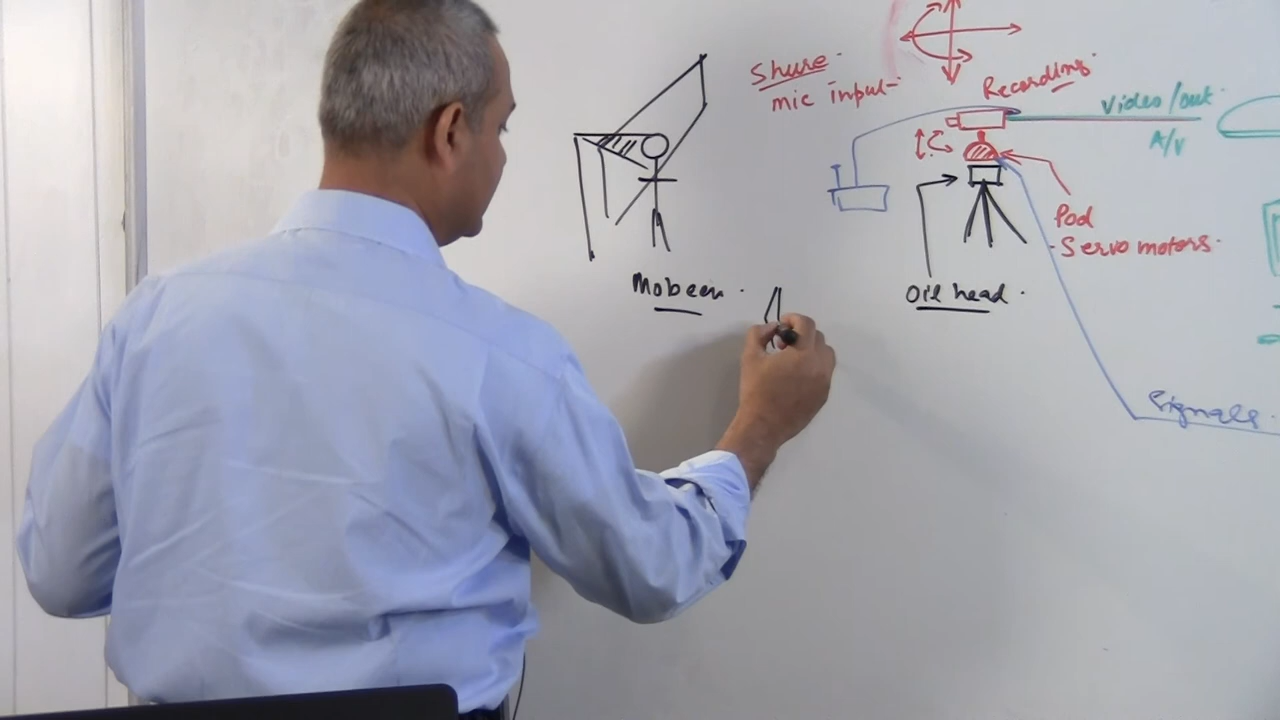 Shure
mic input
Recording
Video/out
A/V
Pod
- Servo motors.
Mobeen.
Oil head.
Signals.